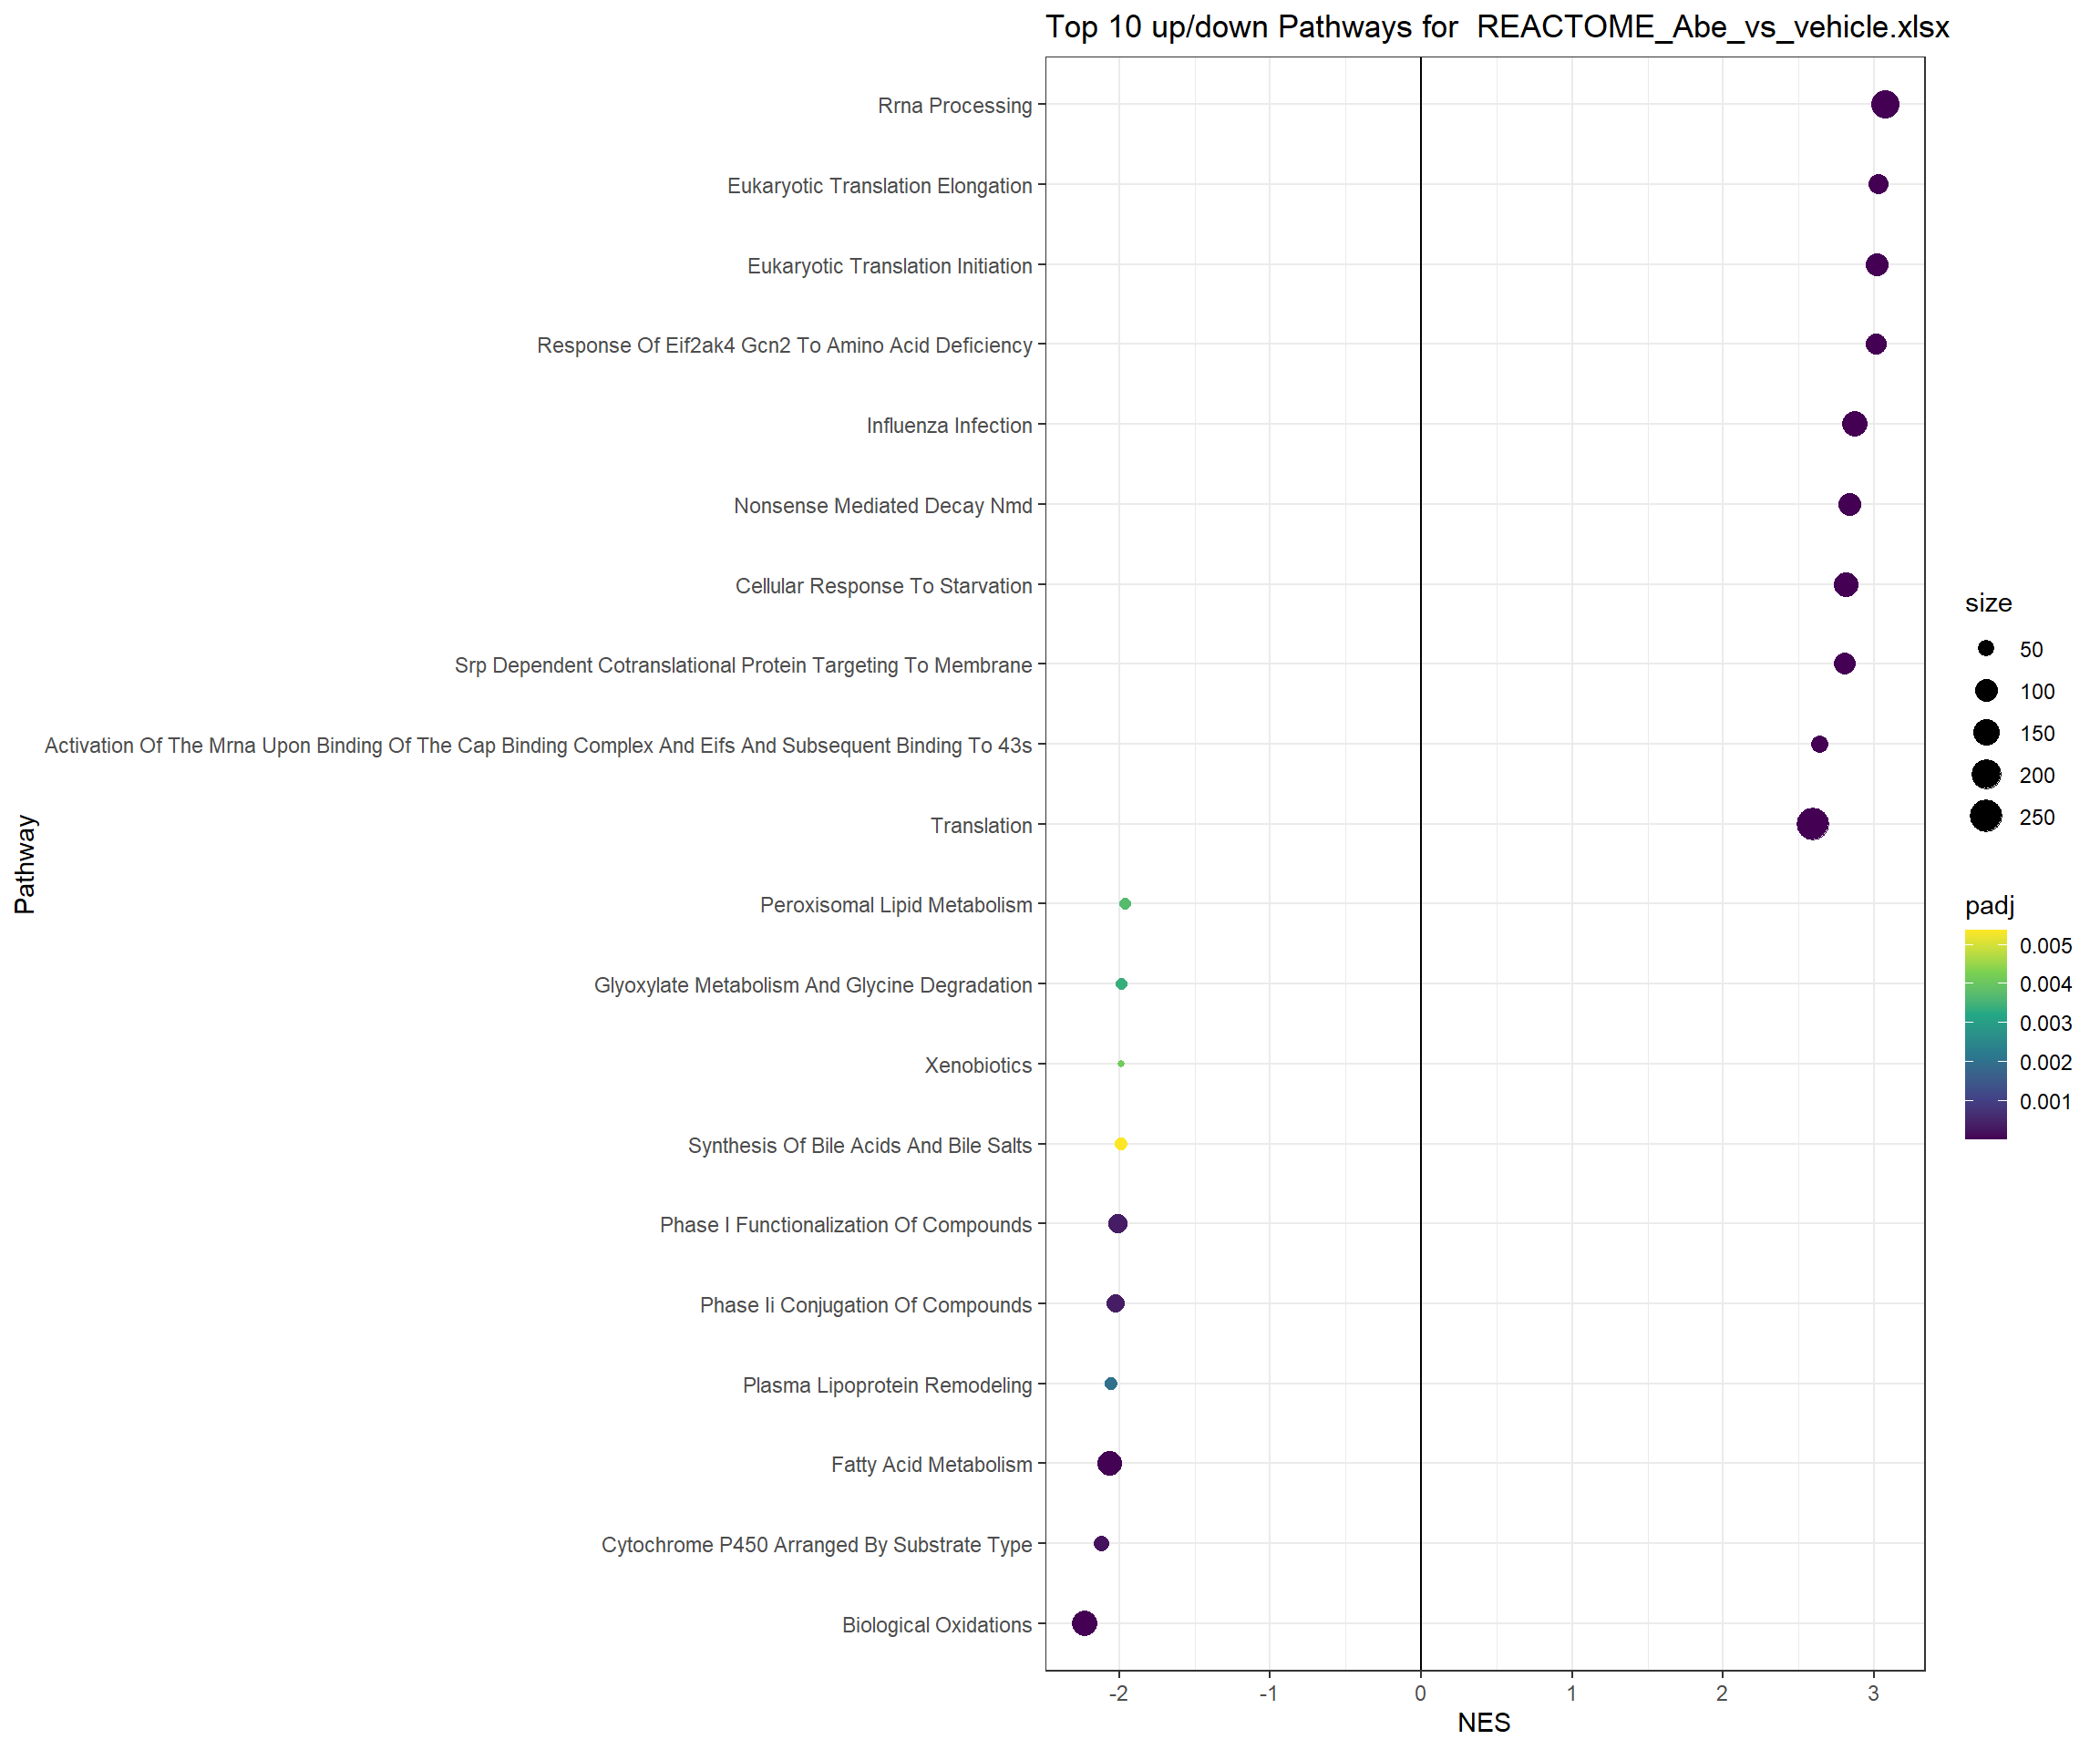 Top 10 up/down Pathways for  REACTOME_Abe_vs_vehicle.xlsx
Pathway
Rrna Processing
Eukaryotic Translation Elongation
Eukaryotic Translation Initiation
Response Of Eif2ak4 Gcn2 To Amino Acid Deficiency
Influenza Infection
Nonsense Mediated Decay Nmd
Cellular Response To Starvation
Srp Dependent Cotranslational Protein Targeting To Membrane
Activation Of The Mrna Upon Binding Of The Cap Binding Complex And Eifs And Subsequent Binding To 43s
Translation
Peroxisomal Lipid Metabolism
Glyoxylate Metabolism And Glycine Degradation
Xenobiotics
Synthesis Of Bile Acids And Bile Salts
Phase I Functionalization Of Compounds
Phase Ii Conjugation Of Compounds
Plasma Lipoprotein Remodeling
Fatty Acid Metabolism
Cytochrome P450 Arranged By Substrate Type
Biological Oxidations
-2 -1 0 1 2 3
NES
size
50
100
150
200
250
padj
0.005
0.004
0.003
0.002
0.001